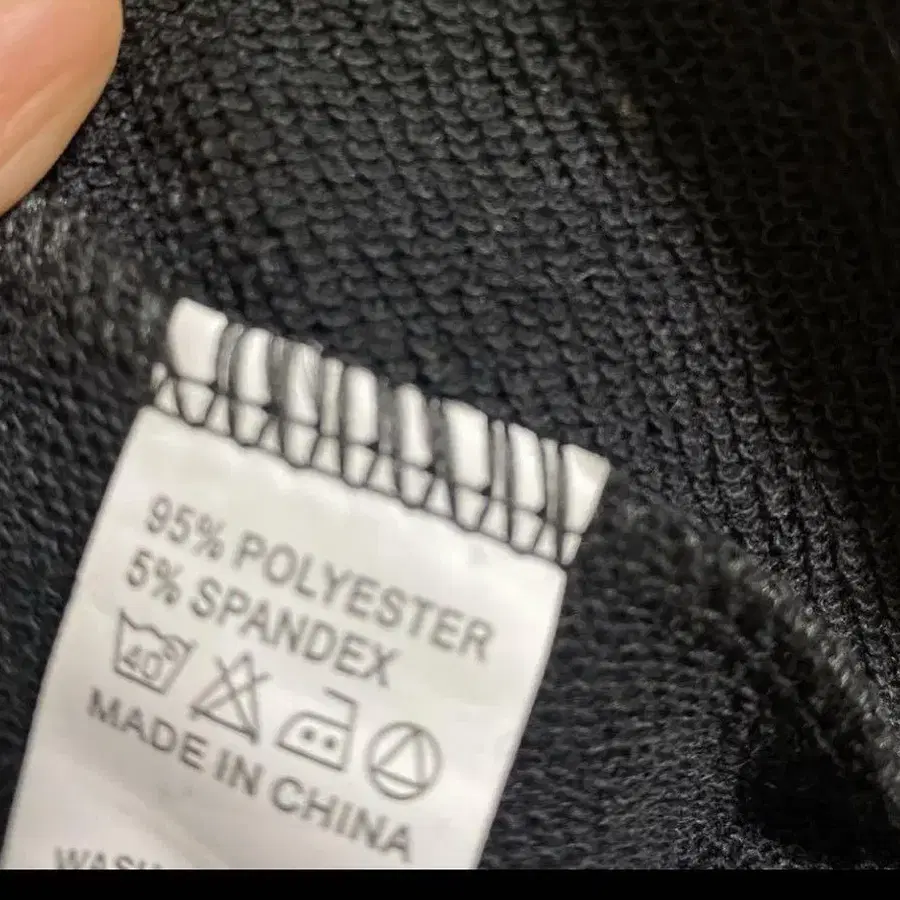 95% POLYESTER
5% SPANDEX
40°
MADE IN CHINA